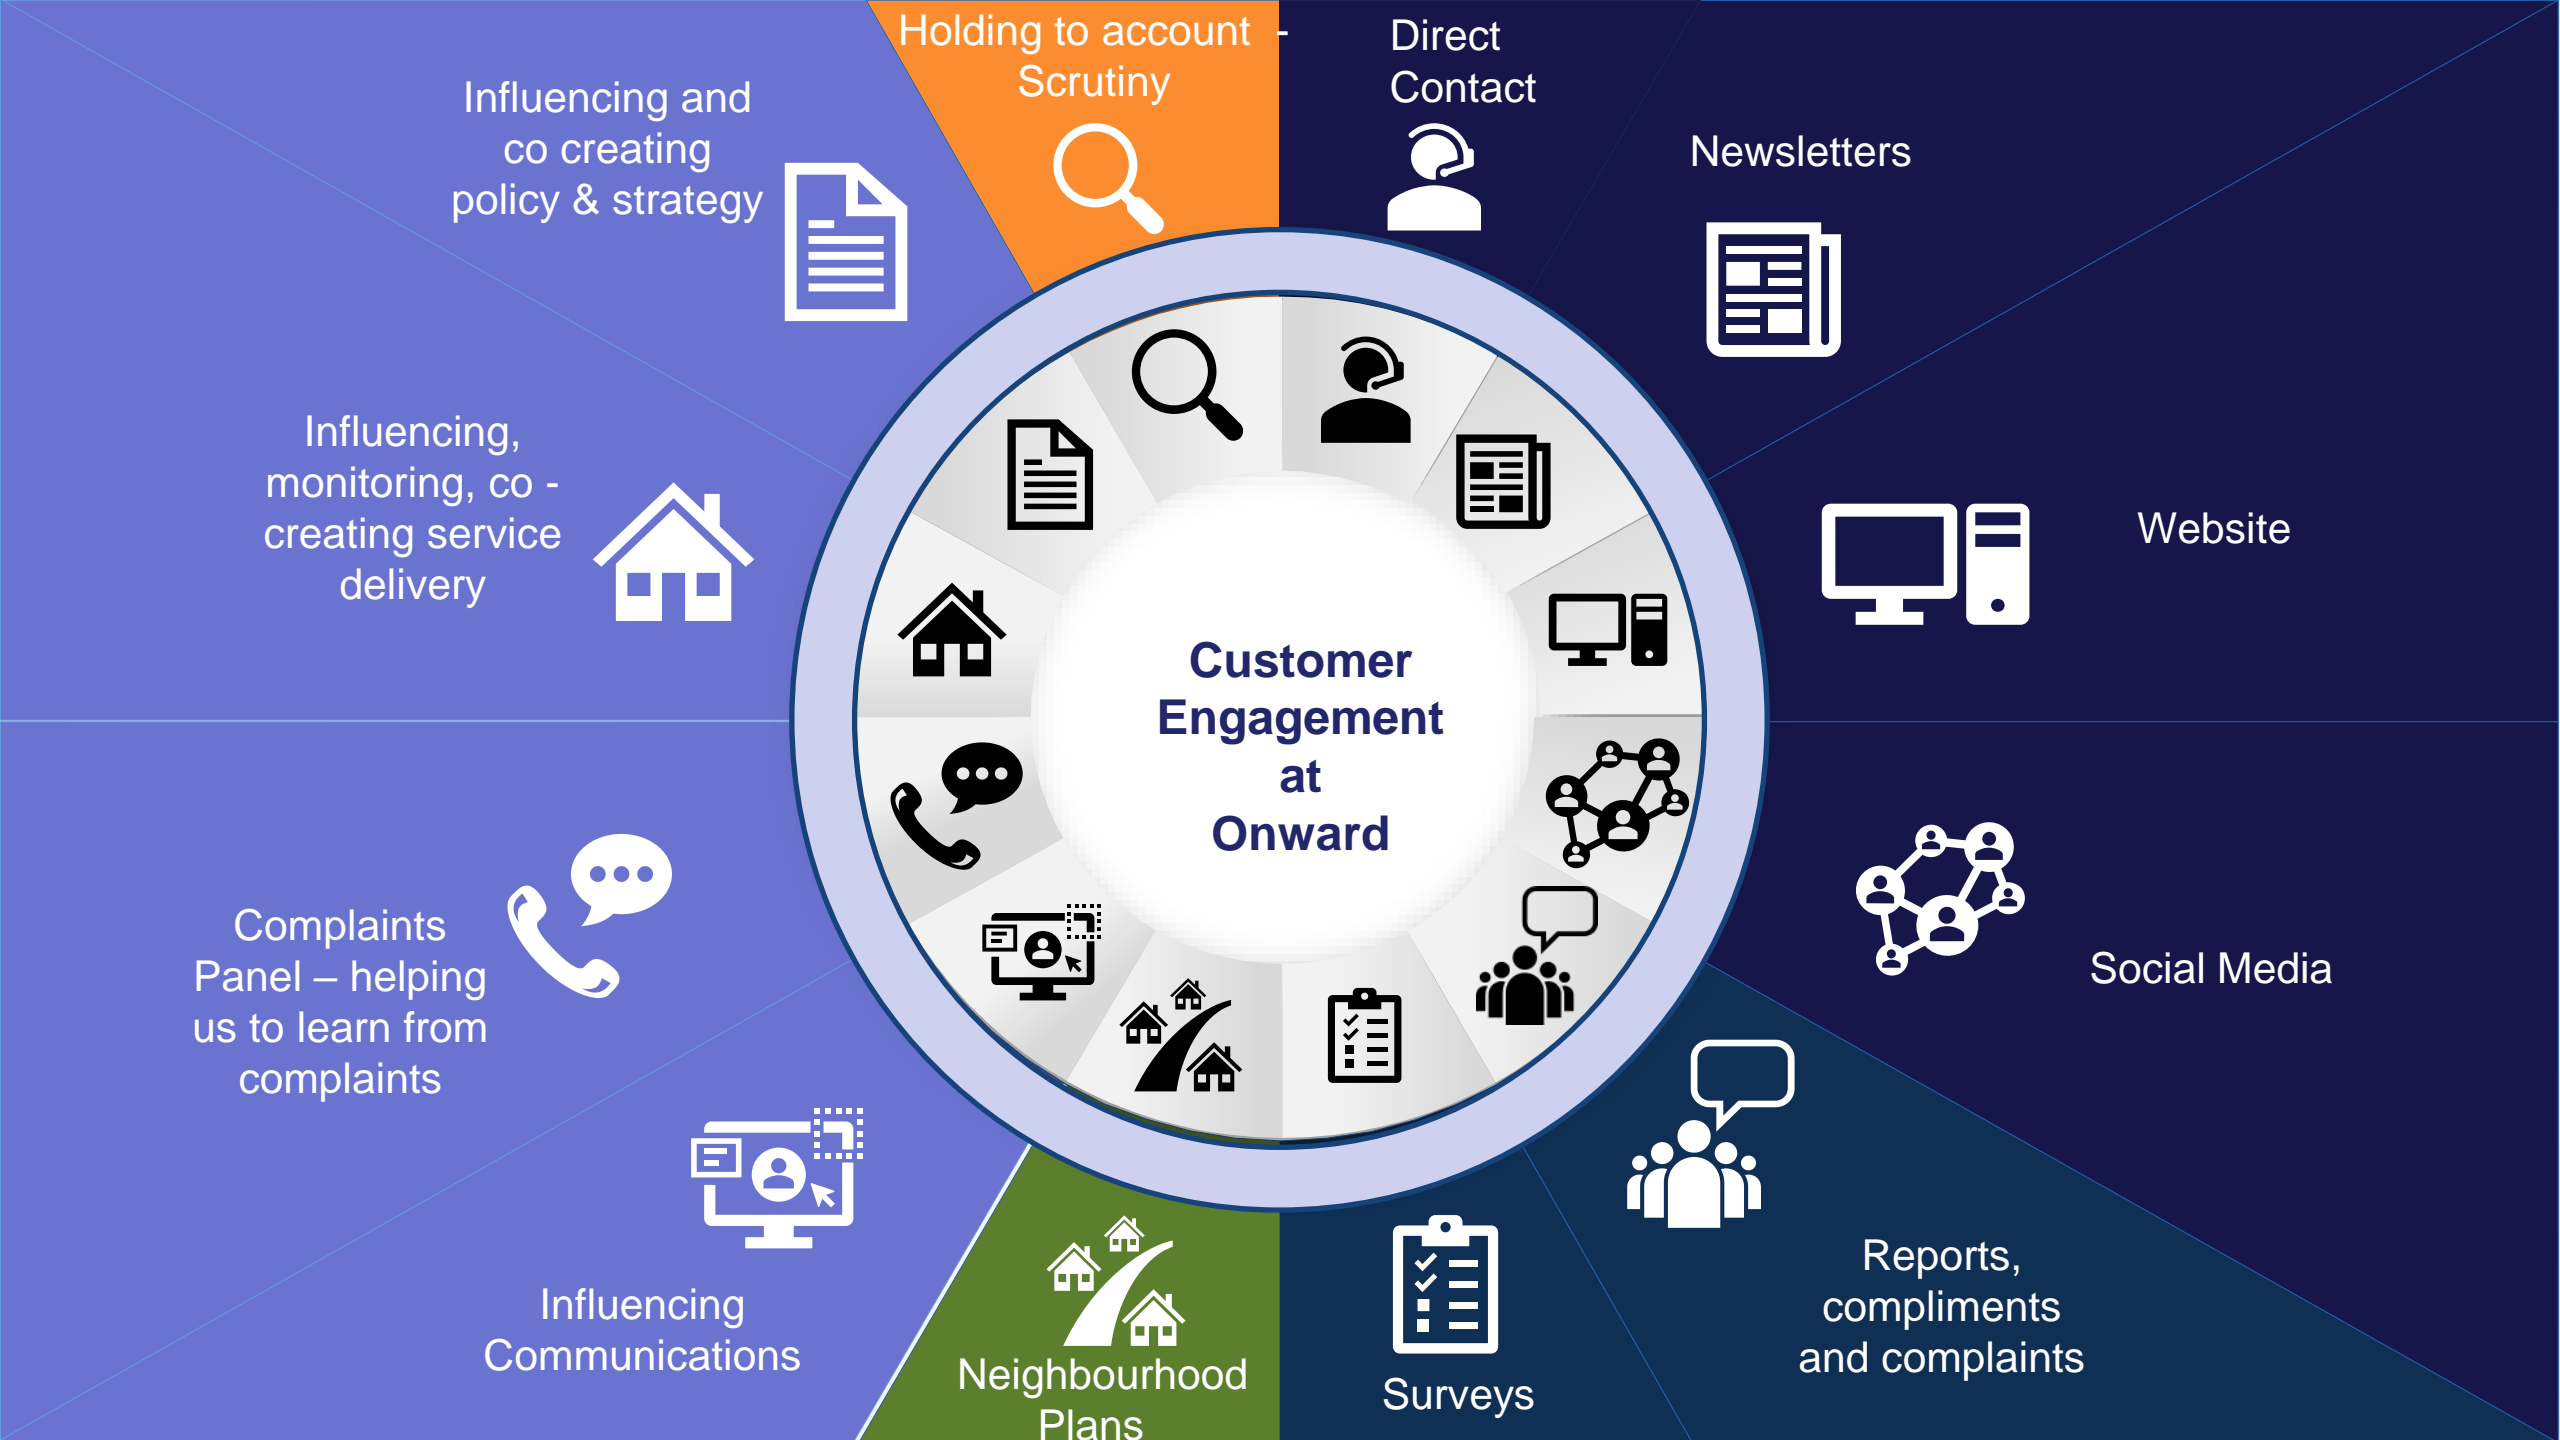 Holding to account -
Scrutiny
Direct
Contact
Newsletters
Website
Social Media
Reports,
compliments
and complaints
Surveys
Neighbourhood
Plans
Influencing
Communications
Complaints
Panel – helping
us to learn from
complaints
Influencing,
monitoring, co -
creating service
delivery
Influencing and
co creating
policy & strategy
Customer
Engagement
at
Onward